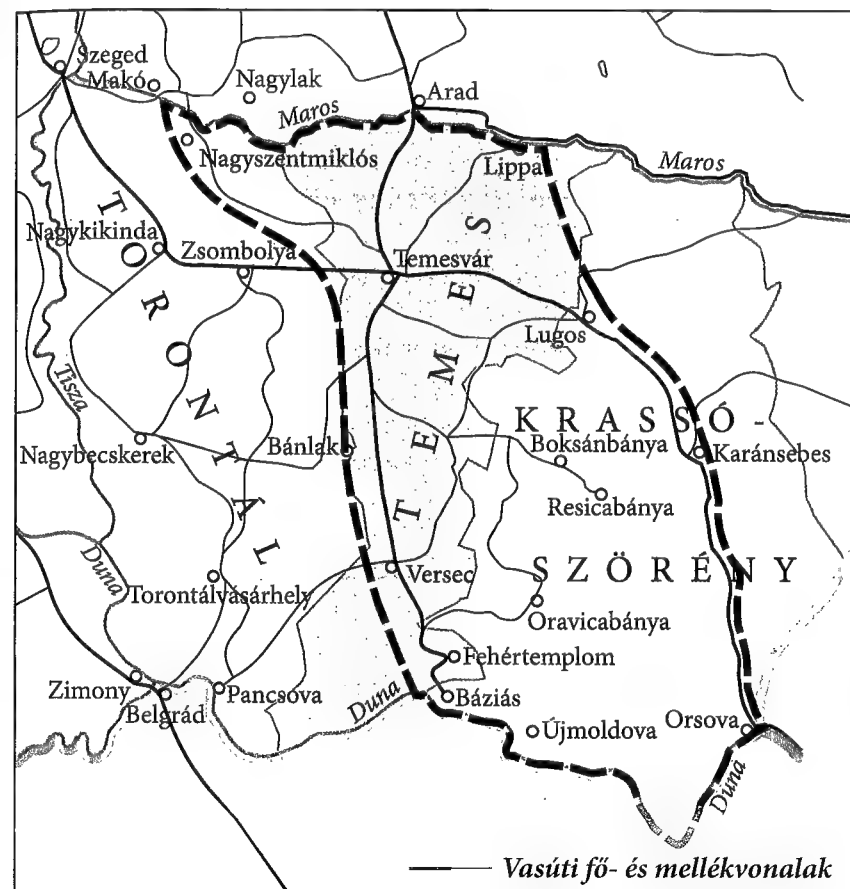 Szeged
Makó
Nagylak
Arad
Maros
Nagyszentmiklós
Lippa
Maros
TORONTÁL
Nagykikinda
Zsombolya
Temesvár
TEMES
Lugos
Tisza
KRASSÓ-
Nagybecskerek
Bánlak
Boksánbánya
Karánsebes
Resicabánya
Duna
Versec
SZÖRÉNY
Torontálvásárhely
Oravicabánya
Fehértemplom
Zimony
Belgrád
Pancsova
Duna
Báziás
Újmoldova
Orsova
Duna
Vasúti fő- és mellékvonalak